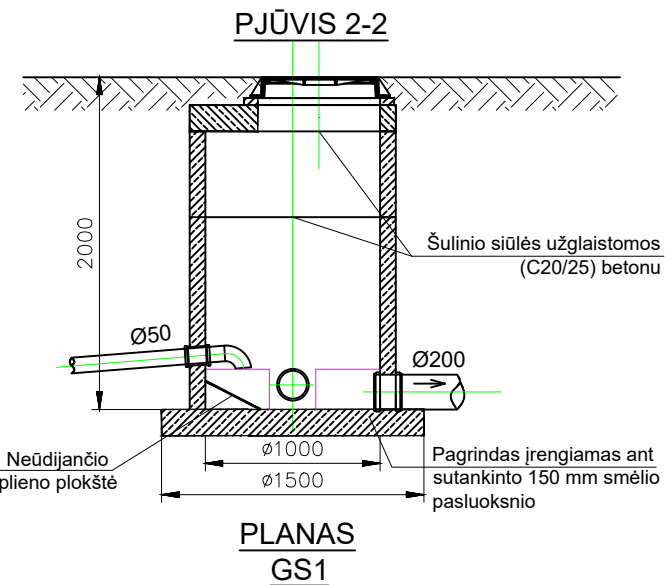 PJŪVIS 2-2
2000
Šulinio siūlės užglaistomos
(C20/25) betonu
Ø50
Ø200
Neūdijančio
plieno plokštė
ø1000
ø1500
Pagrindas įrengiamas ant
sutankinto 150 mm smėlio
pasluoksnio
PLANAS
GS1